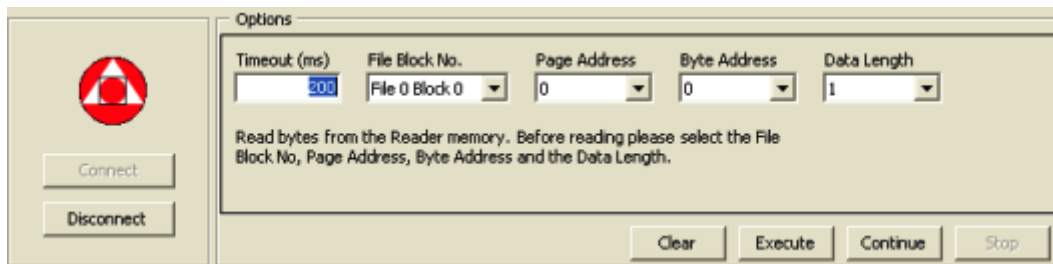 Options
Timeout (ms) File Block No. Page Address Byte Address Data Length
200 File 0 Block 0 0 0 1
Read bytes from the Reader memory. Before reading please select the File
Block No, Page Address, Byte Address and the Data Length.
Connect
Disconnect
Clear Execute Continue Stop